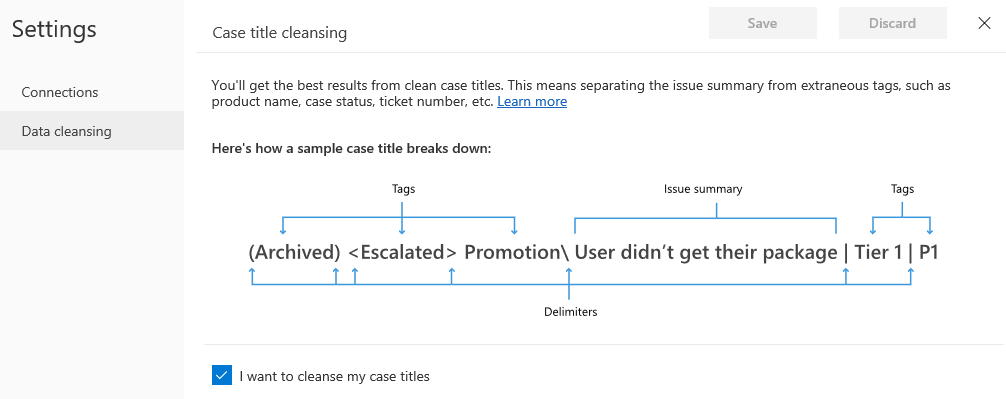 Settings
Connections
Data cleansing
Case title cleansing
Save
Discard
You'll get the best results from clean case titles. This means separating the issue summary from extraneous tags, such as
product name, case status, ticket number, etc. Learn more
Here's how a sample case title breaks down:
Tags
Issue summary
Tags
(Archived) <Escalated> Promotion\ User didn't get their package | Tier 1 | P1
Delimiters
I want to cleanse my case titles